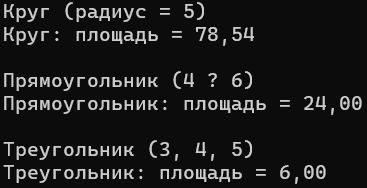 Круг (радиус = 5)
Круг: площадь = 78,54
Прямоугольник (4 ? 6)
Прямоугольник: площадь = 24,00
Треугольник (3, 4, 5)
Треугольник: площадь = 6,00